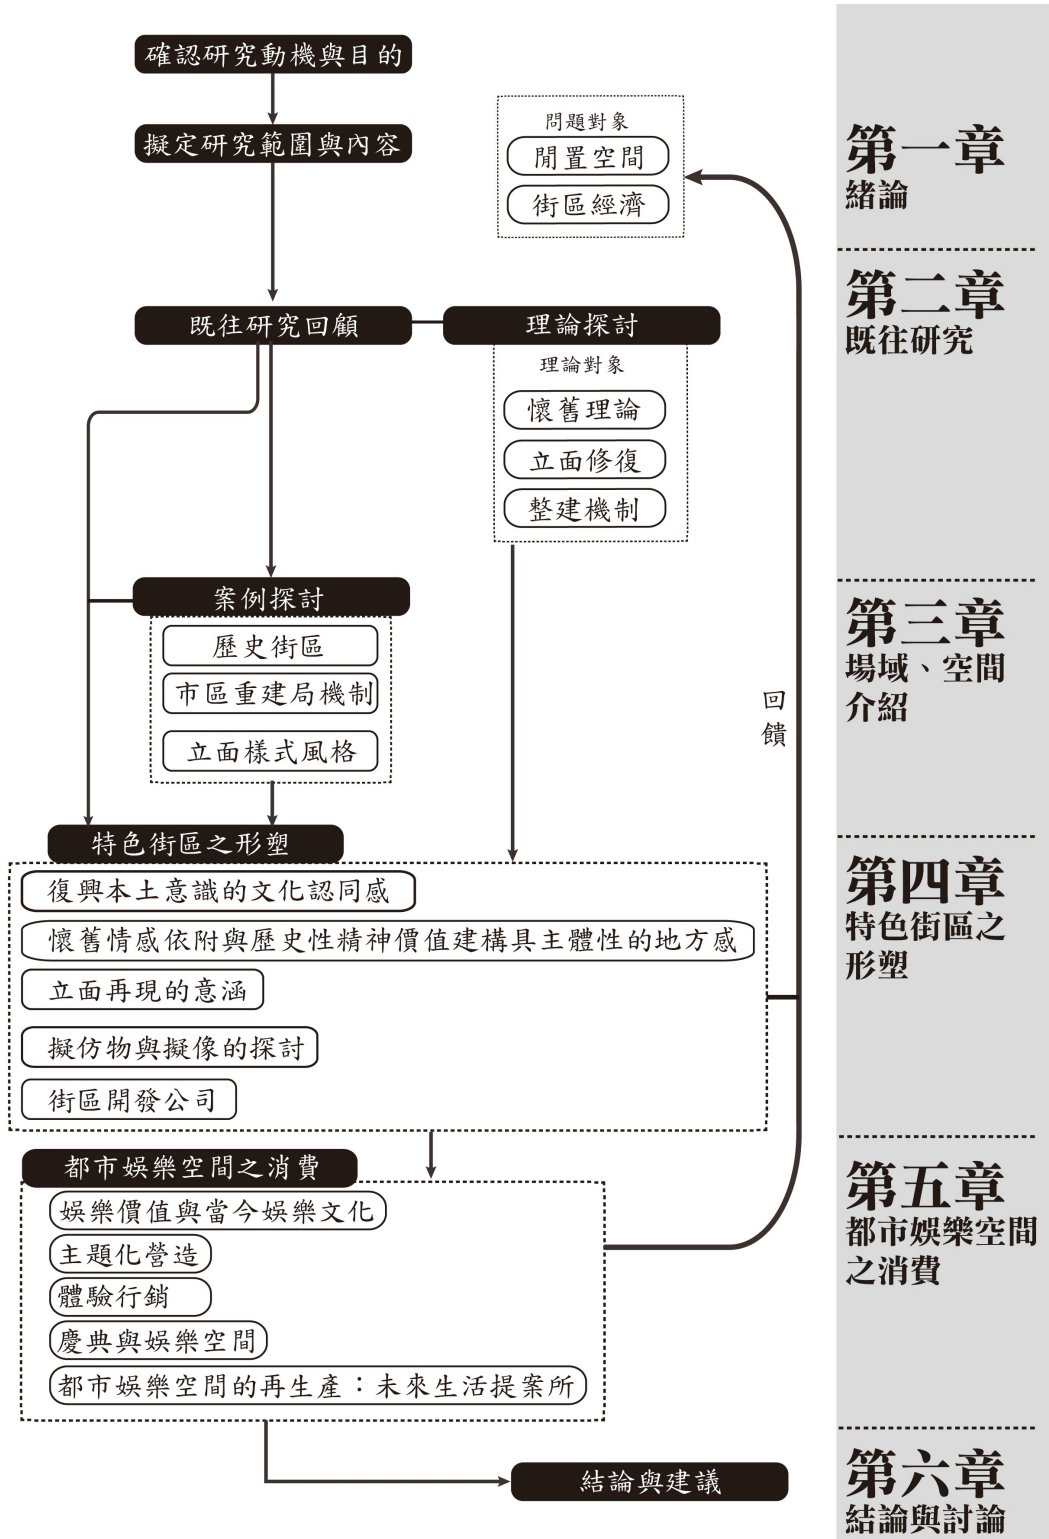 確認研究動機與目的
擬定研究範圍與內容
問題對象
閒置空間
街區經濟
第一章
緒論
既往研究回顧
理論探討
理論對象
懷舊理論
立面修復
整建機制
第二章
既往研究
案例探討
歷史街區
市區重建局機制
立面樣式風格
回
饋
第三章
場域、空間
介紹
特色街區之形塑
復興本土意識的文化認同感
懷舊情感依附與歷史性精神價值建構具主體性的地方感
立面再現的意涵
擬仿物與擬像的探討
街區開發公司
第四章
特色街區之
形塑
都市娛樂空間之消費
娛樂價值與當今娛樂文化
主題化營造
體驗行銷
慶典與娛樂空間
都市娛樂空間的再生產：未來生活提案所
第五章
都市娛樂空間
之消費
結論與建議
第六章
結論與討論